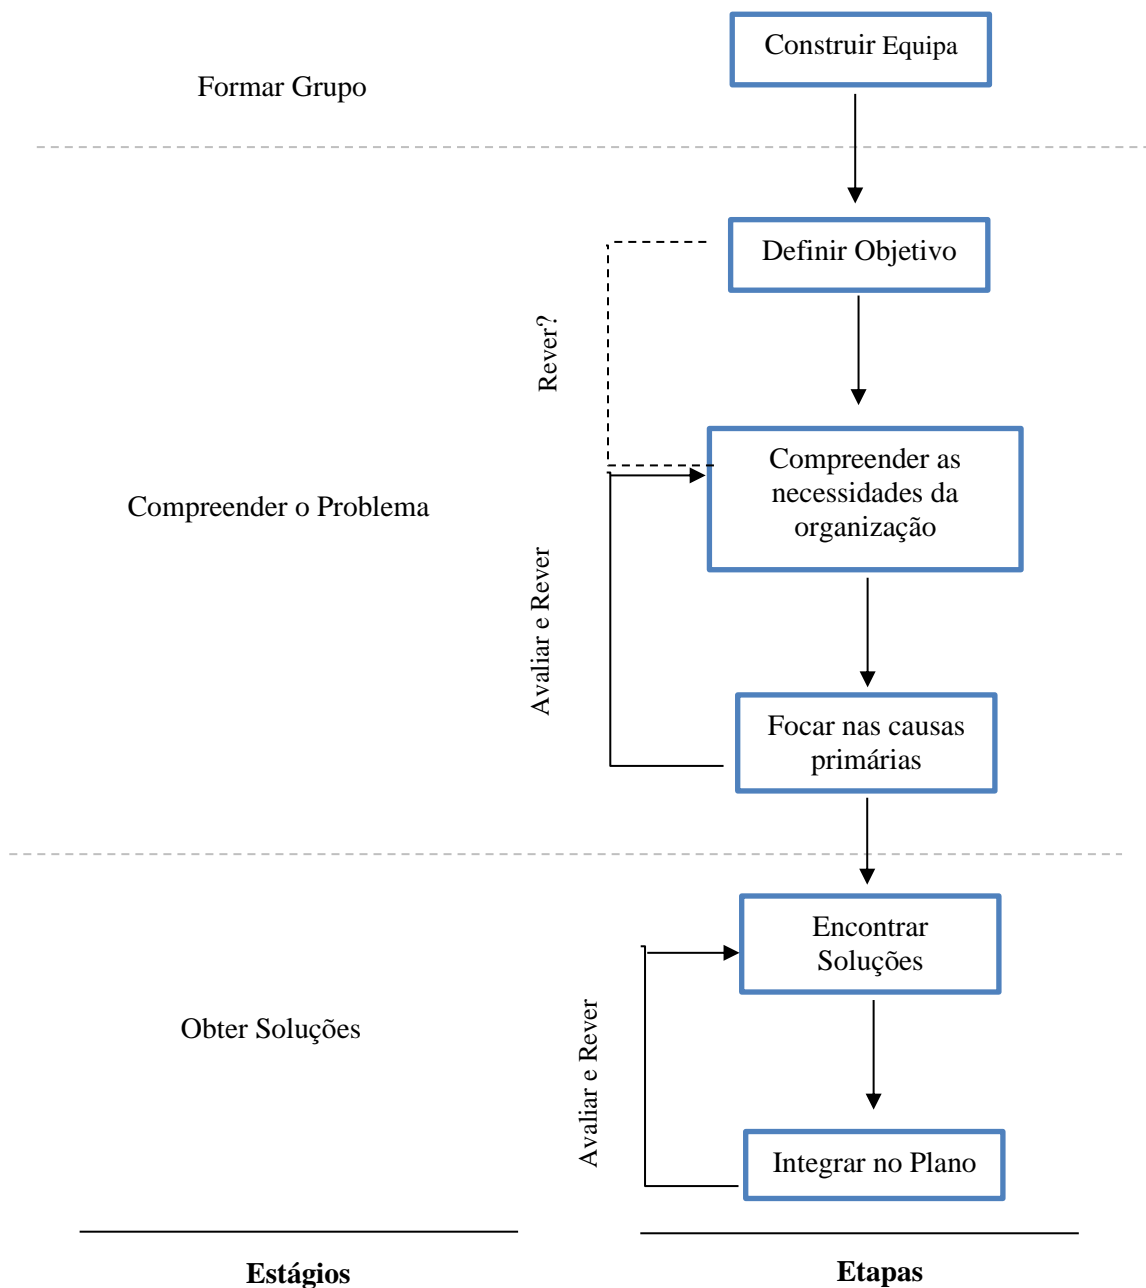 Construir Equipa
Formar Grupo
Definir Objetivo
Rever?
Compreender as
necessidades da
organização
Compreender o Problema
Avaliar e Rever
Focar nas causas
primárias
Encontrar
Soluções
Obter Soluções
Avaliar e Rever
Integrar no Plano
Estágios
Etapas